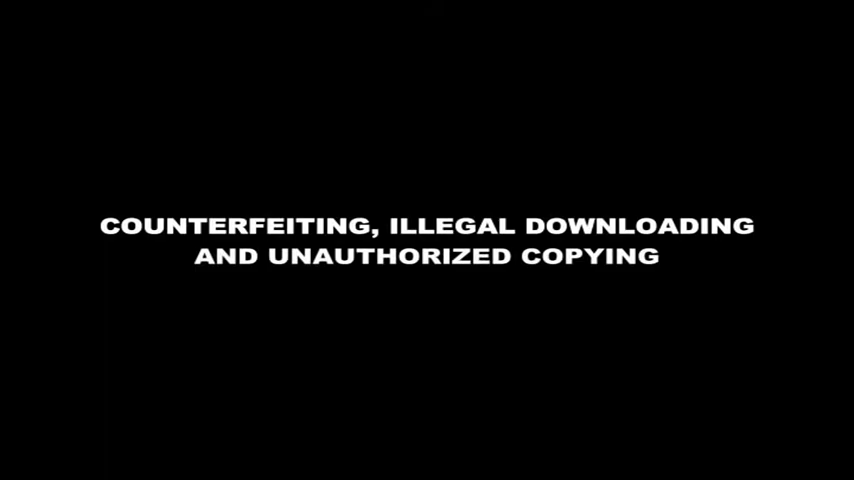 COUNTERFEITING, ILLEGAL DOWNLOADING
AND UNAUTHORIZED COPYING